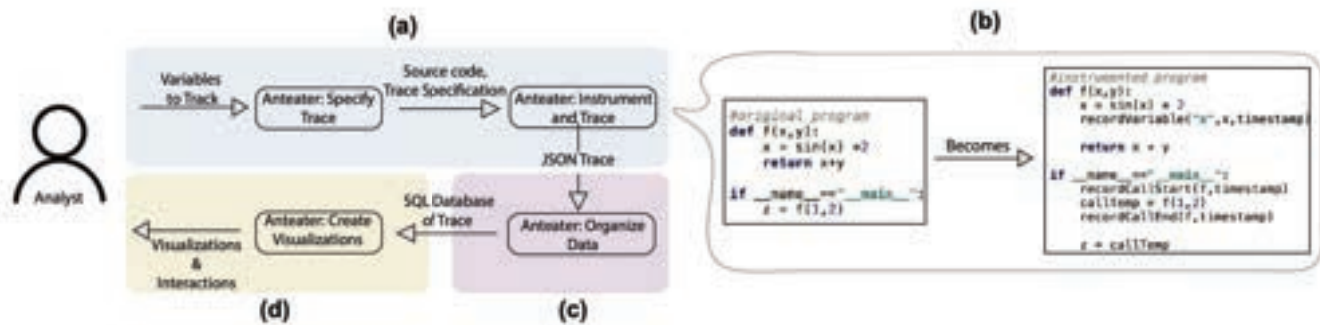 (a)
(b)
Variables
to Track
Anteater: Specify
Trace
Source code,
Trace Specification
Anteater: Instrument
and Trace
JSON Trace
Analyst
Anteater: Organize
Data
SQL Database
of Trace
Anteater: Create
Visualizations
Visualizations
&
Interactions
(d)
(c)
#original program
def f(x,y):
x = sin(x) *2
return x+y
if __name__=="__main__":
z = f(1,2)
Becomes
#instrumented program
def f(x,y):
x = sin(x) * 2
recordVariable("x",x,timestamp)
return x + y
if __name__=="__main__":
recordCallStart(f,timestamp)
callTemp = f(1,2)
recordCallEnd(f,timestamp)
z = callTemp